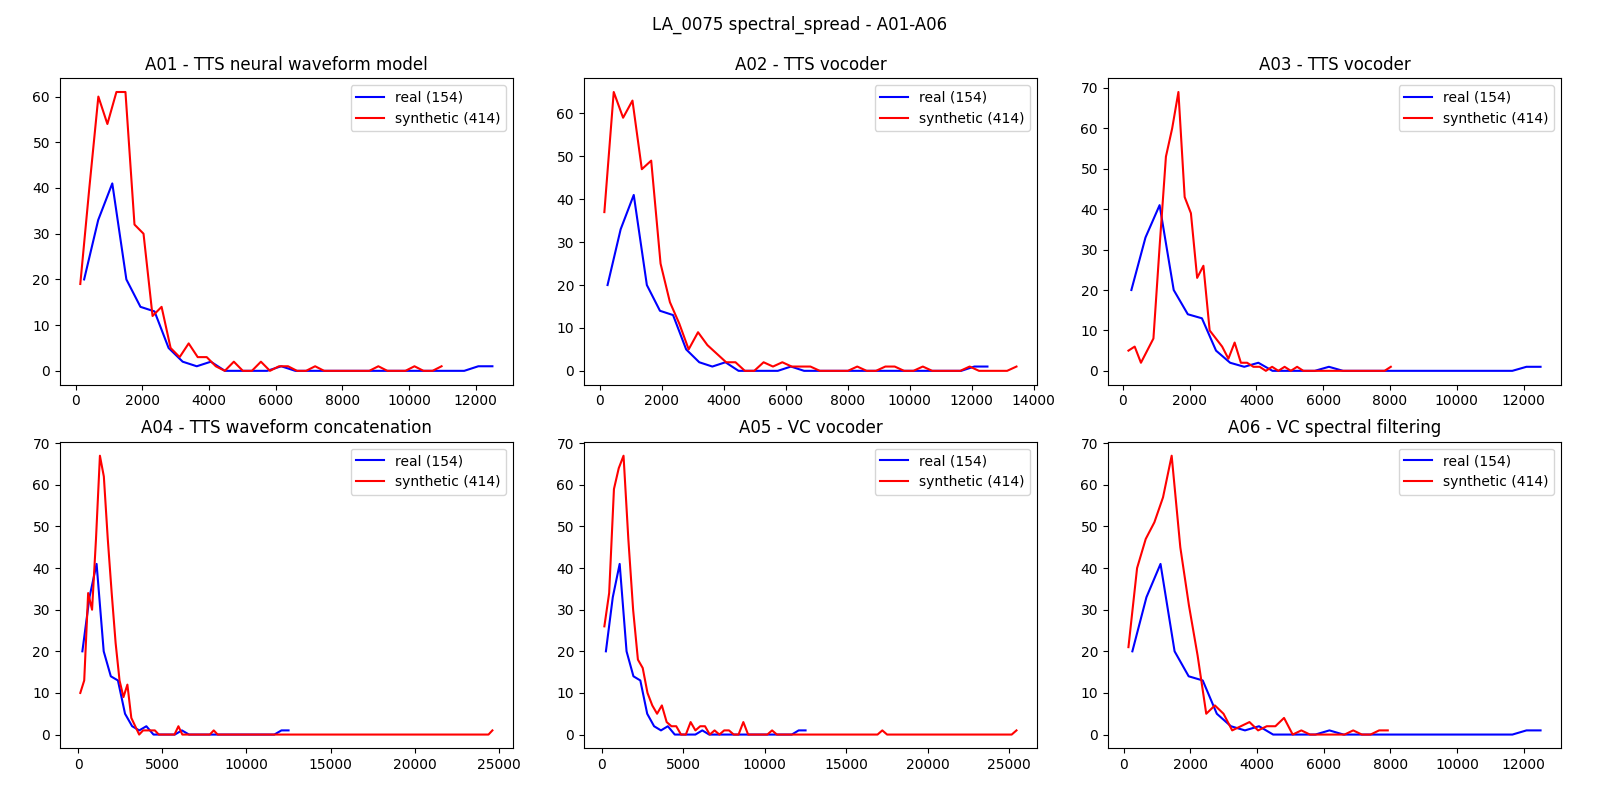 LA_0075 spectral_spread - A01-A06
A01 - TTS neural waveform model
real (154)
synthetic (414)
60
50
40
30
20
10
0
0 2000 4000 6000 8000 10000 12000
A02 - TTS vocoder
real (154)
synthetic (414)
60
50
40
30
20
10
0
0 2000 4000 6000 8000 10000 12000 14000
A03 - TTS vocoder
real (154)
synthetic (414)
70
60
50
40
30
20
10
0
0 2000 4000 6000 8000 10000 12000
A04 - TTS waveform concatenation
real (154)
synthetic (414)
70
60
50
40
30
20
10
0
0 5000 10000 15000 20000 25000
A05 - VC vocoder
real (154)
synthetic (414)
70
60
50
40
30
20
10
0
0 5000 10000 15000 20000 25000
A06 - VC spectral filtering
real (154)
synthetic (414)
70
60
50
40
30
20
10
0
0 2000 4000 6000 8000 10000 12000